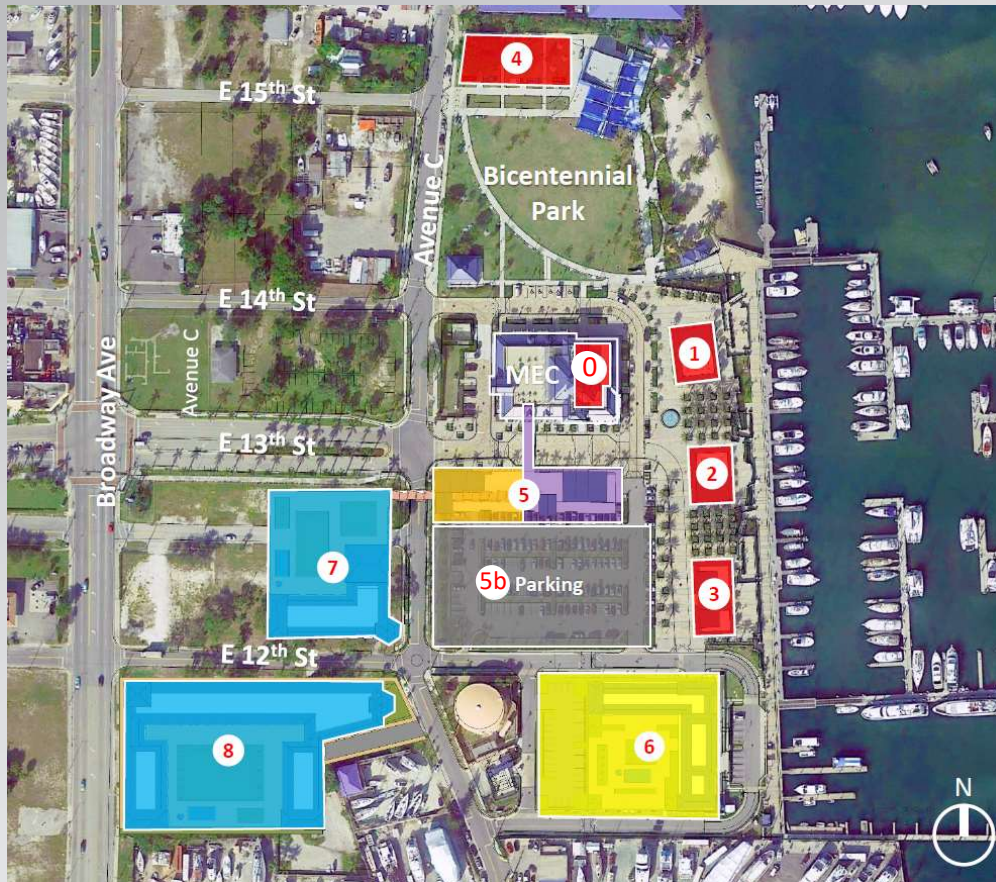 4
E 15th St
Bicentennial
Park
Avenue C
E 14th St
1
0
MEC
Avenue C
Broadway Ave
E 13th St
2
5
7
5b Parking
3
E 12th St
8
6
N